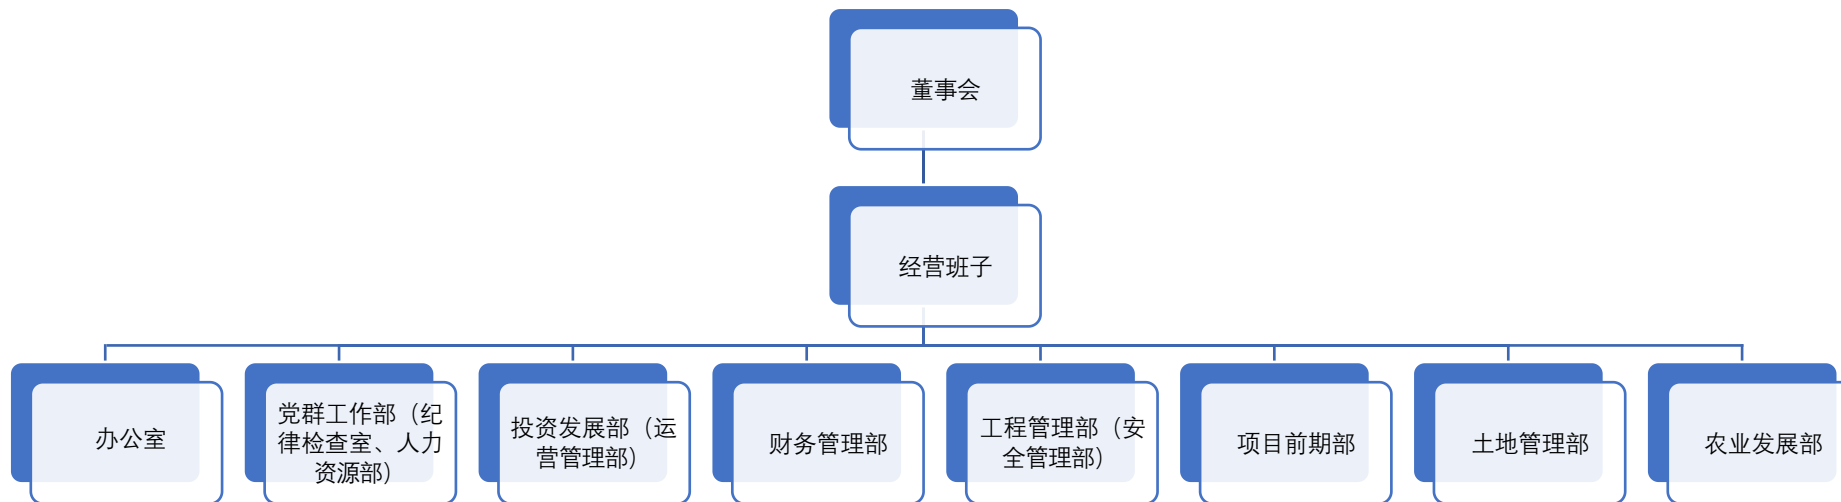 董事会
经营班子
办公室
党群工作部（纪
律检查室、人力
资源部）
投资发展部（运
营管理部）
财务管理部
工程管理部（安
全管理部）
项目前期部
土地管理部
农业发展部